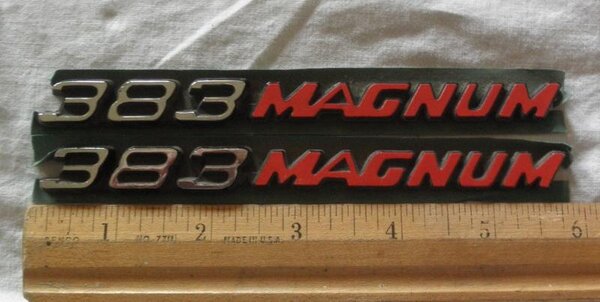 383 MAGNUM
383 MAGNUM
1 2 3 4 5 6
MADE IN U.S.A.